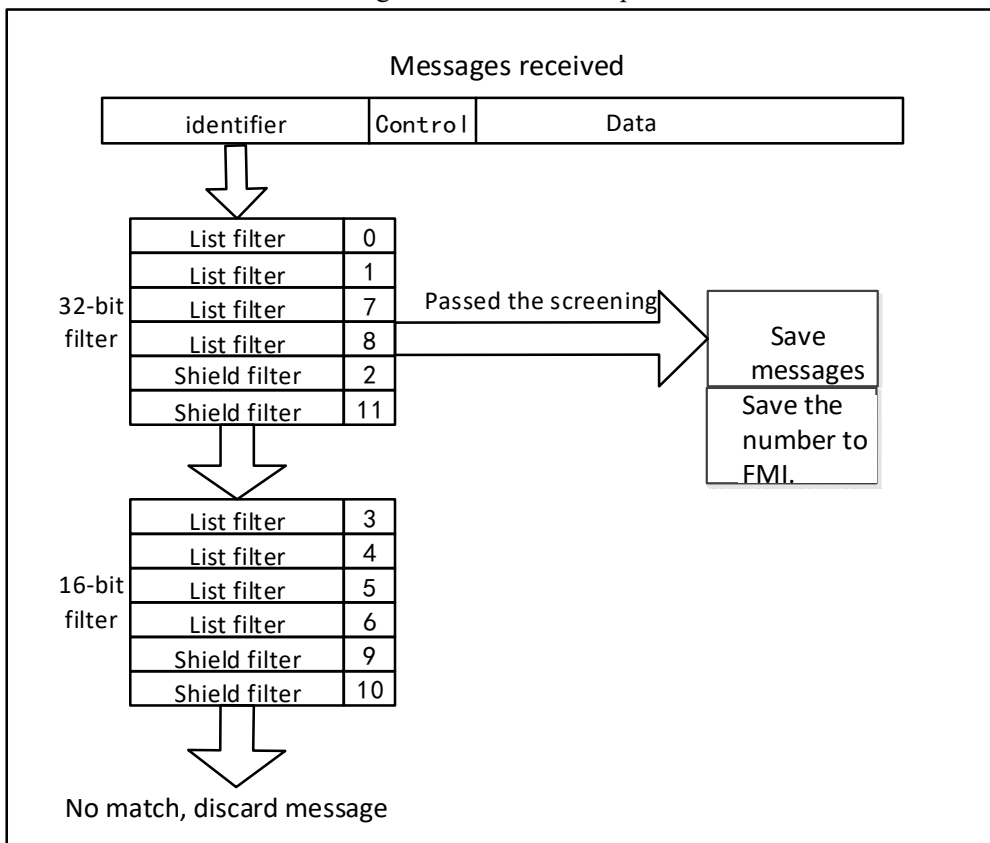 Messages received
identifier Control Data
List filter 0
List filter 1
32-bit
filter
List filter 7
Passed the screening
List filter 8
Shield filter 2
Shield filter 11
Save
messages
Save the
number to
FMI.
List filter 3
List filter 4
16-bit
filter
List filter 5
List filter 6
Shield filter 9
Shield filter 10
No match, discard message